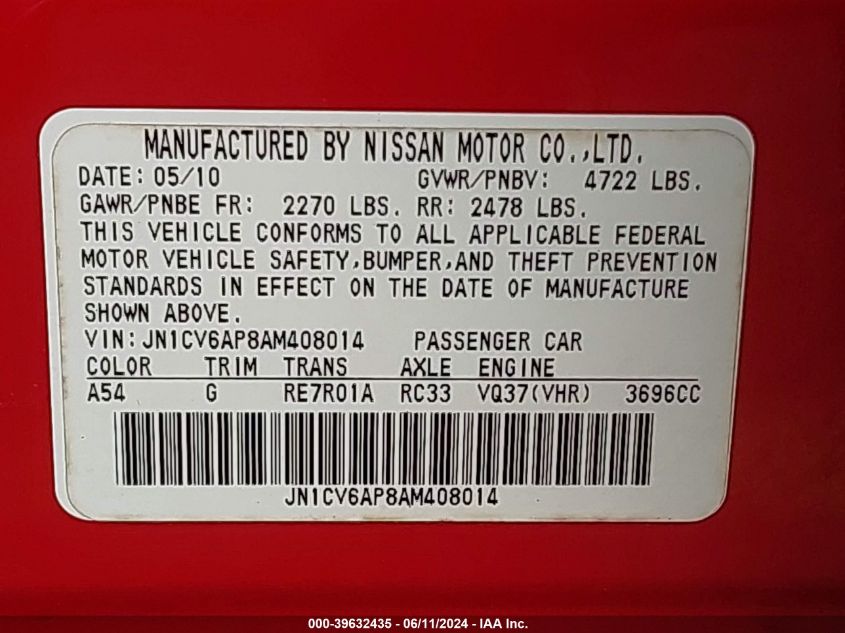 MANUFACTURED BY NISSAN MOTOR CO.,LTD.
DATE: 05/10 GVWR/PNBV: 4722 LBS.
GAWR/PNBE FR: 2270 LBS. RR: 2478 LBS.
THIS VEHICLE CONFORMS TO ALL APPLICABLE FEDERAL
MOTOR VEHICLE SAFETY,BUMPER,AND THEFT PREVENTION
STANDARDS IN EFFECT ON THE DATE OF MANUFACTURE
SHOWN ABOVE.
VIN:JN1CV6AP8AM408014 PASSENGER CAR
COLOR TRIM TRANS AXLE ENGINE
A54 G RE7R01A RC33 VQ37(VHR) 3696CC
JN1CV6AP8AM408014
000-39632435 - 06/11/2024 - IAA Inc.